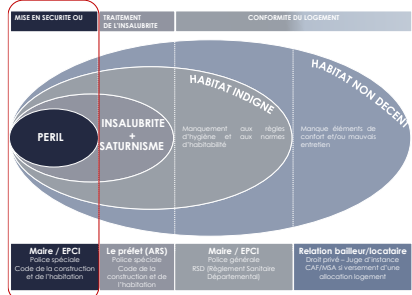 MISE EN SECURITE OU
TRAITEMENT
DE L'INSALUBRITE
CONFORMITE DU LOGEMENT
PERIL
INSALUBRITE
+
SATURNISME
HABITAT INDIGNE
Manquement aux règles
d'hygiène et aux normes
d'habitabilité
HABITAT NON DECENT
Manque éléments de
confort et/ou mauvais
entretien
Maire / EPCI
Police spéciale
Code de la construction
et de l'habitation
Le préfet (ARS)
Police spéciale
Code de la
construction et de
l'habitation
Maire / EPCI
Police générale
RSD (Règlement Sanitaire
Départemental)
Relation bailleur/locataire
Droit privé – Juge d'instance
CAF/MSA si versement d'une
allocation logement